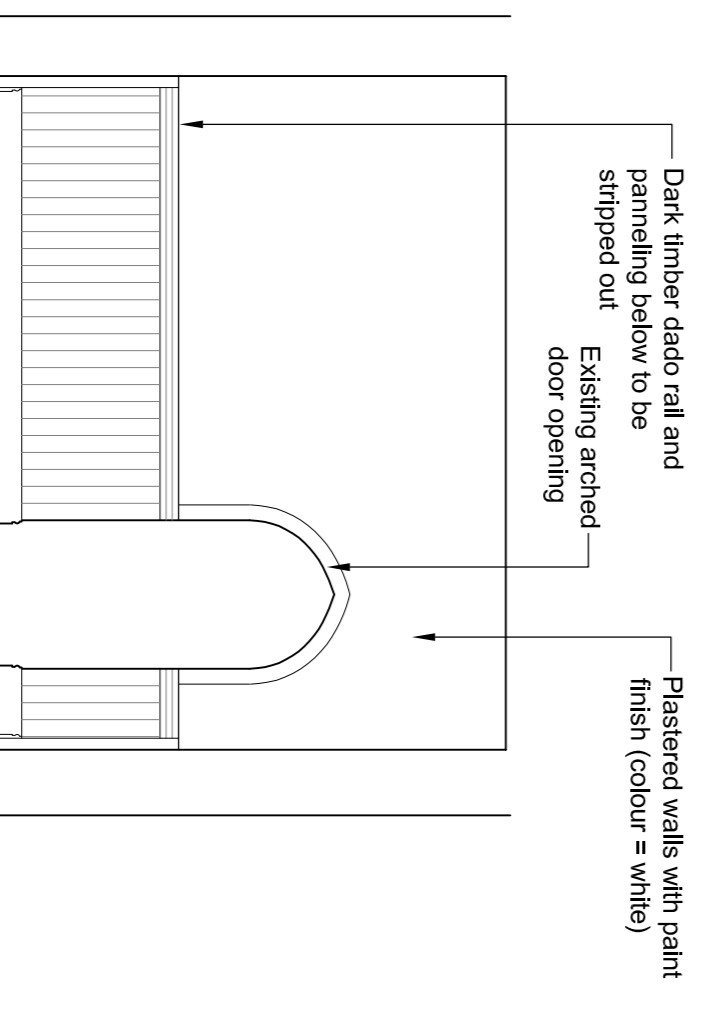 Dark timber dado rail and
panneling below to be
stripped out
Existing arched
door opening
Plastered walls with paint
finish (colour = white)